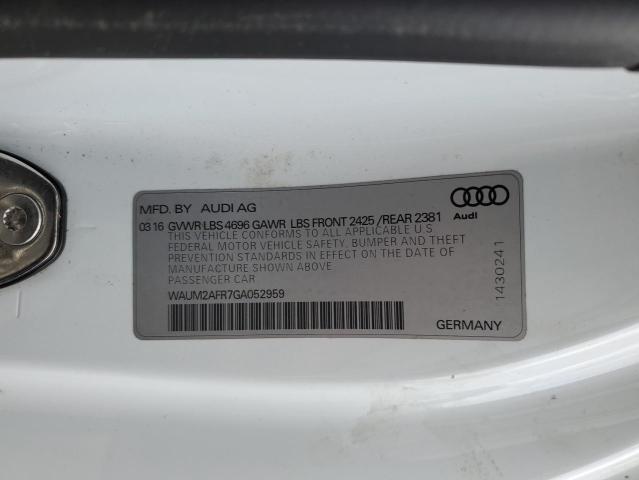 MFD. BY AUDI AG
03 16 GVWR LBS 4696 GAWR LBS FRONT 2425 /REAR 2381
THIS VEHICLE CONFORMS TO ALL APPLICABLE U S
FEDERAL MOTOR VEHICLE SAFETY, BUMPER AND THEFT
PREVENTION STANDARDS IN EFFECT ON THE DATE OF
MANUFACTURE SHOWN ABOVE
PASSENGER CAR
WAUM2AFR7GA052959
Audi
1430241
GERMANY